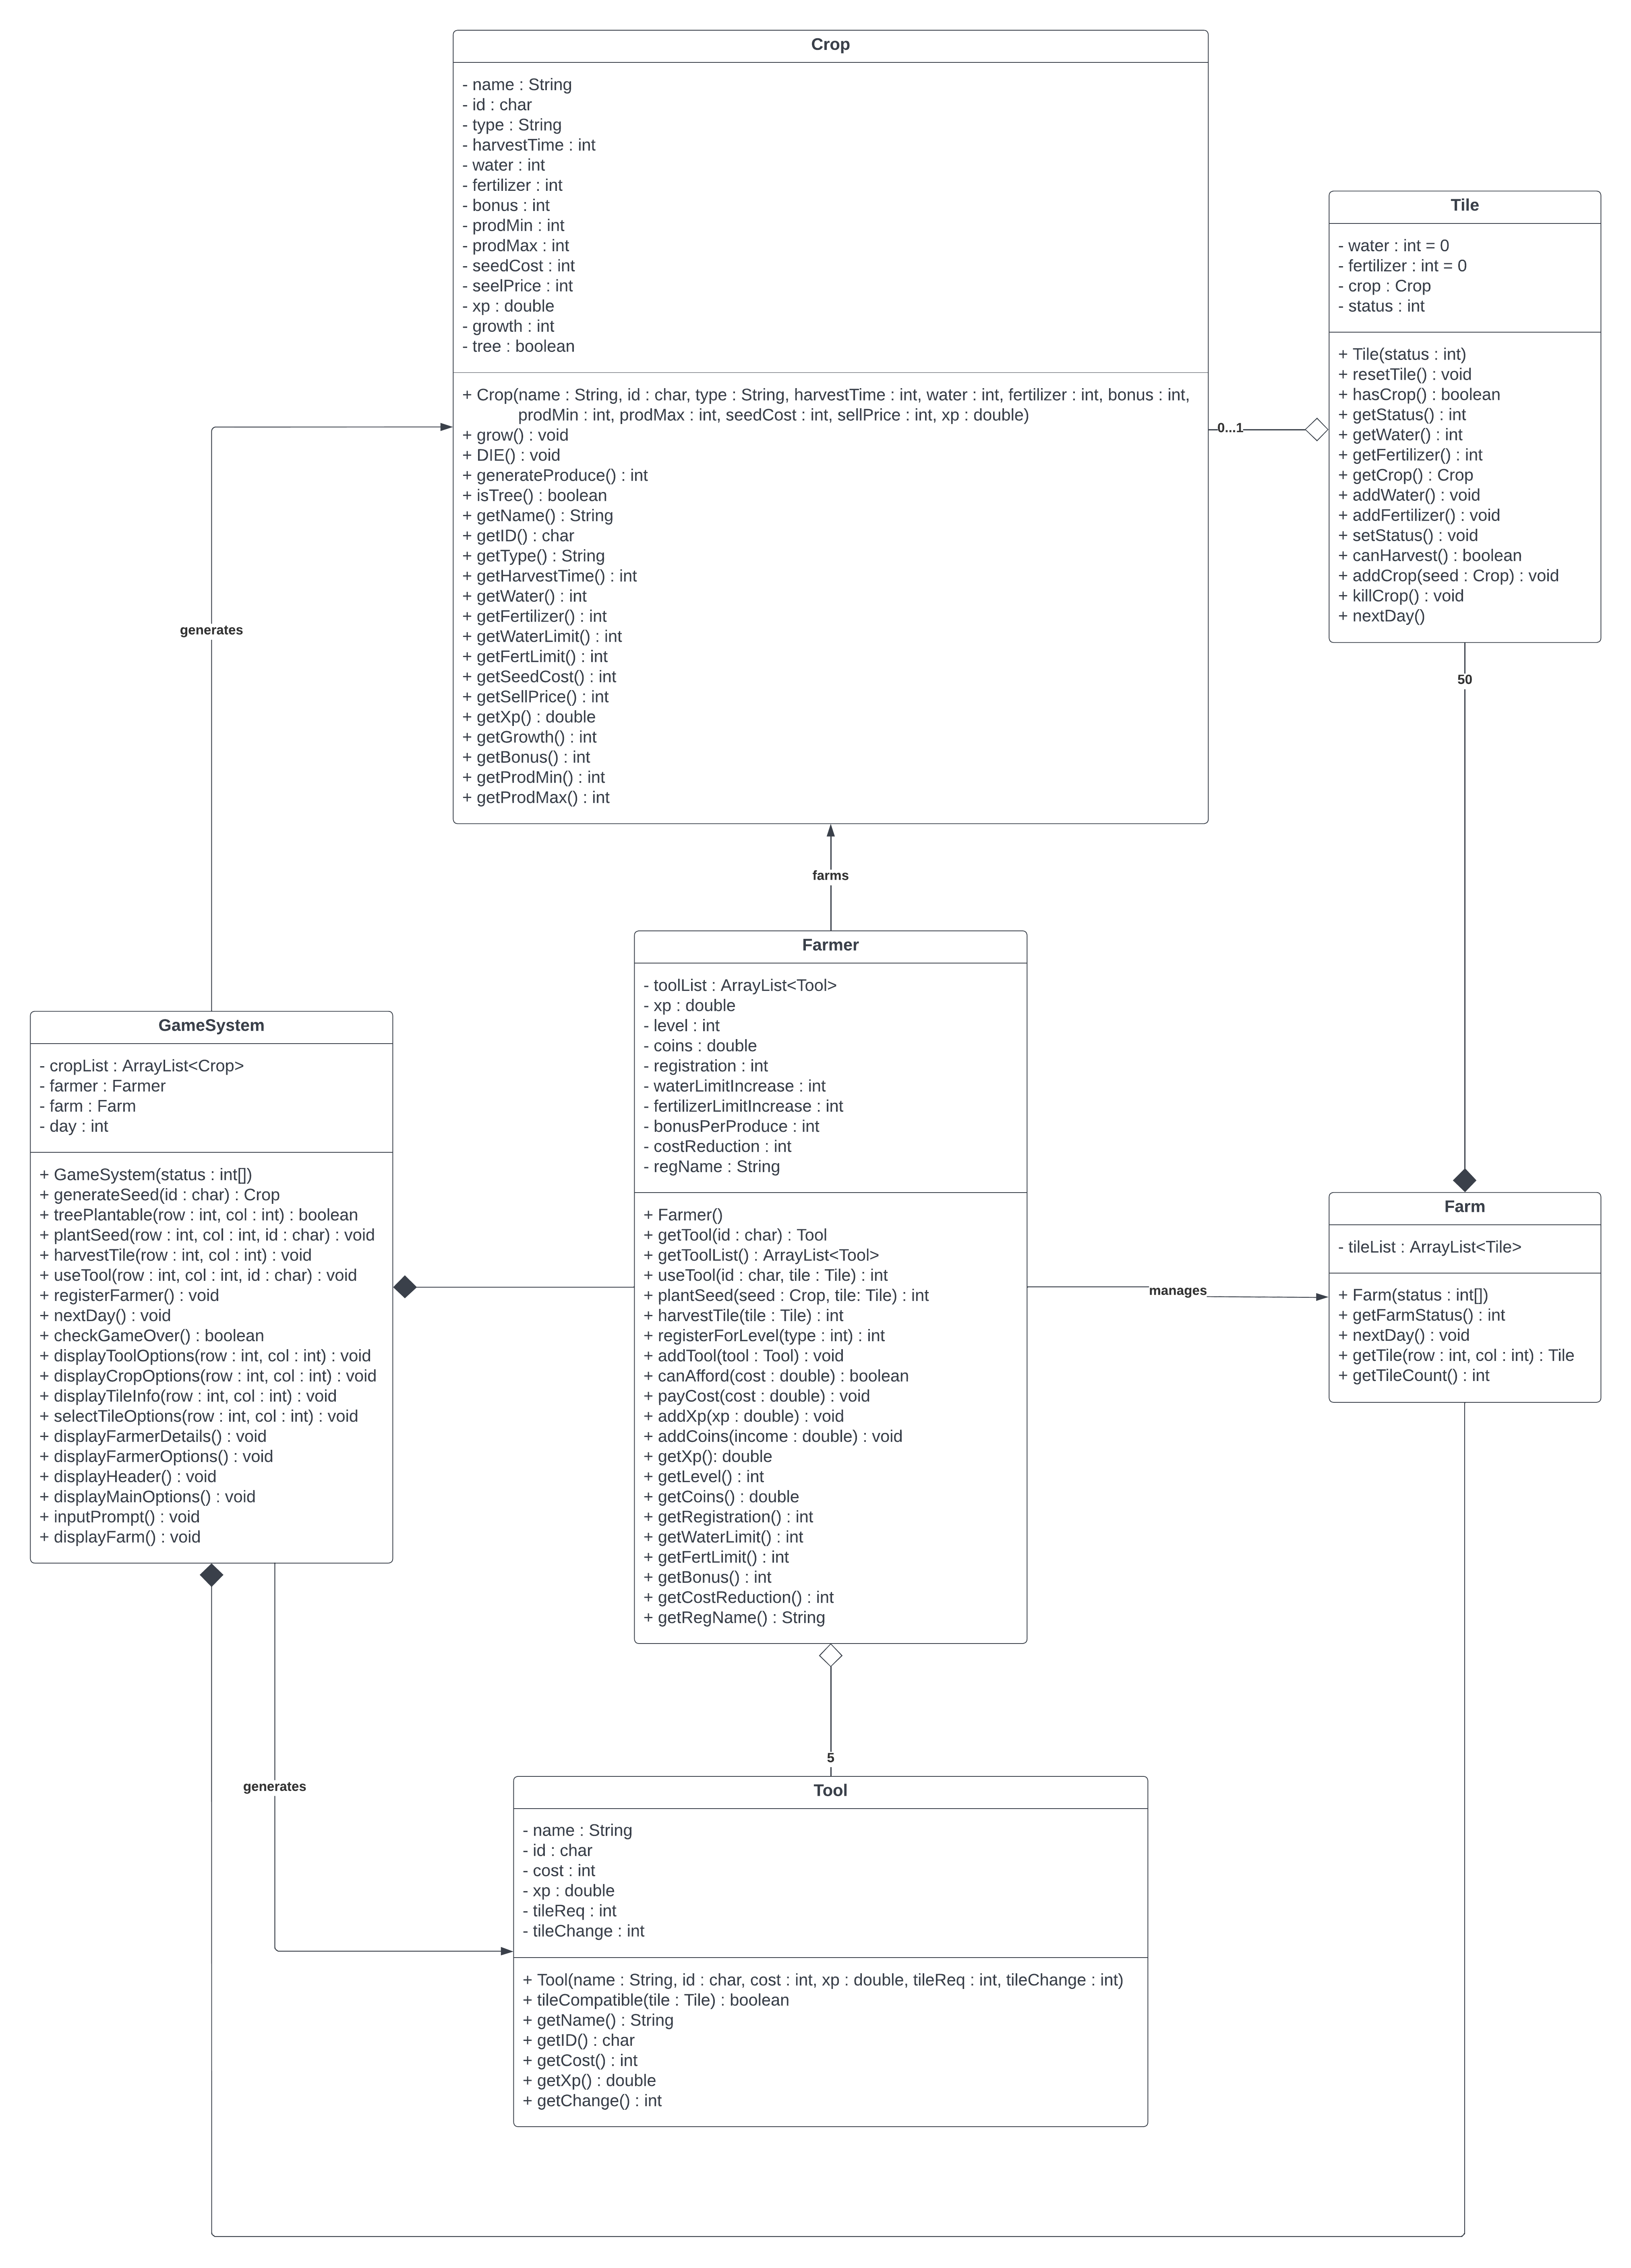 Crop
- name : String
- id : char
- type : String
- harvestTime : int
- water : int
- fertilizer : int
- bonus : int
- prodMin : int
- prodMax : int
- seedCost : int
- seelPrice : int
- xp : double
- growth : int
- tree : boolean
+ Crop(name : String, id : char, type : String, harvestTime : int, water : int, fertilizer : int, bonus : int,
prodMin : int, prodMax : int, seedCost : int, sellPrice : int, xp : double)
+ grow() : void
+ DIE() : void
+ generateProduce() : int
+ isTree() : boolean
+ getName() : String
+ getID() : char
+ getType() : String
+ getHarvestTime() : int
+ getWater() : int
+ getFertilizer() : int
+ getWaterLimit() : int
+ getFertLimit() : int
+ getSeedCost() : int
+ getSellPrice() : int
+ getXp() : double
+ getGrowth() : int
+ getBonus() : int
+ getProdMin() : int
+ getProdMax() : int
0...1
Tile
- water : int = 0
- fertilizer : int = 0
- crop : Crop
- status : int
+ Tile(status : int)
+ resetTile() : void
+ hasCrop() : boolean
+ getStatus() : int
+ getWater() : int
+ getFertilizer() : int
+ getCrop() : Crop
+ addWater() : void
+ addFertilizer() : void
+ setStatus() : void
+ canHarvest() : boolean
+ addCrop(seed : Crop) : void
+ killCrop() : void
+ nextDay()
50
generates
farms
GameSystem
- cropList : ArrayList<Crop>
- farmer : Farmer
- farm : Farm
- day : int
+ GameSystem(status : int[])
+ generateSeed(id : char) : Crop
+ treePlantable(row : int, col : int) : boolean
+ plantSeed(row : int, col : int, id : char) : void
+ harvestTile(row : int, col : int) : void
+ useTool(row : int, col : int, id : char) : void
+ registerFarmer() : void
+ nextDay() : void
+ checkGameOver() : boolean
+ displayToolOptions(row : int, col : int) : void
+ displayCropOptions(row : int, col : int) : void
+ displayTileInfo(row : int, col : int) : void
+ selectTileOptions(row : int, col : int) : void
+ displayFarmerDetails() : void
+ displayFarmerOptions() : void
+ displayHeader() : void
+ displayMainOptions() : void
+ inputPrompt() : void
+ displayFarm() : void
Farmer
- toolList : ArrayList<Tool>
- xp : double
- level : int
- coins : double
- registration : int
- waterLimitIncrease : int
- fertilizerLimitIncrease : int
- bonusPerProduce : int
- costReduction : int
- regName : String
+ Farmer()
+ getTool(id : char) : Tool
+ getToolList() : ArrayList<Tool>
+ useTool(id : char, tile : Tile) : int
+ plantSeed(seed : Crop, tile: Tile) : int
+ harvestTile(tile : Tile) : int
+ registerForLevel(type : int) : int
+ addTool(tool : Tool) : void
+ canAfford(cost : double) : boolean
+ payCost(cost : double) : void
+ addXp(xp : double) : void
+ addCoins(income : double) : void
+ getXp(): double
+ getLevel() : int
+ getCoins() : double
+ getRegistration() : int
+ getWaterLimit() : int
+ getFertLimit() : int
+ getBonus() : int
+ getCostReduction() : int
+ getRegName() : String
manages
Farm
- tileList : ArrayList<Tile>
+ Farm(status : int[])
+ getFarmStatus() : int
+ nextDay() : void
+ getTile(row : int, col : int) : Tile
+ getTileCount() : int
5
generates
Tool
- name : String
- id : char
- cost : int
- xp : double
- tileReq : int
- tileChange : int
+ Tool(name : String, id : char, cost : int, xp : double, tileReq : int, tileChange : int)
+ tileCompatible(tile : Tile) : boolean
+ getName() : String
+ getID() : char
+ getCost() : int
+ getXp() : double
+ getChange() : int